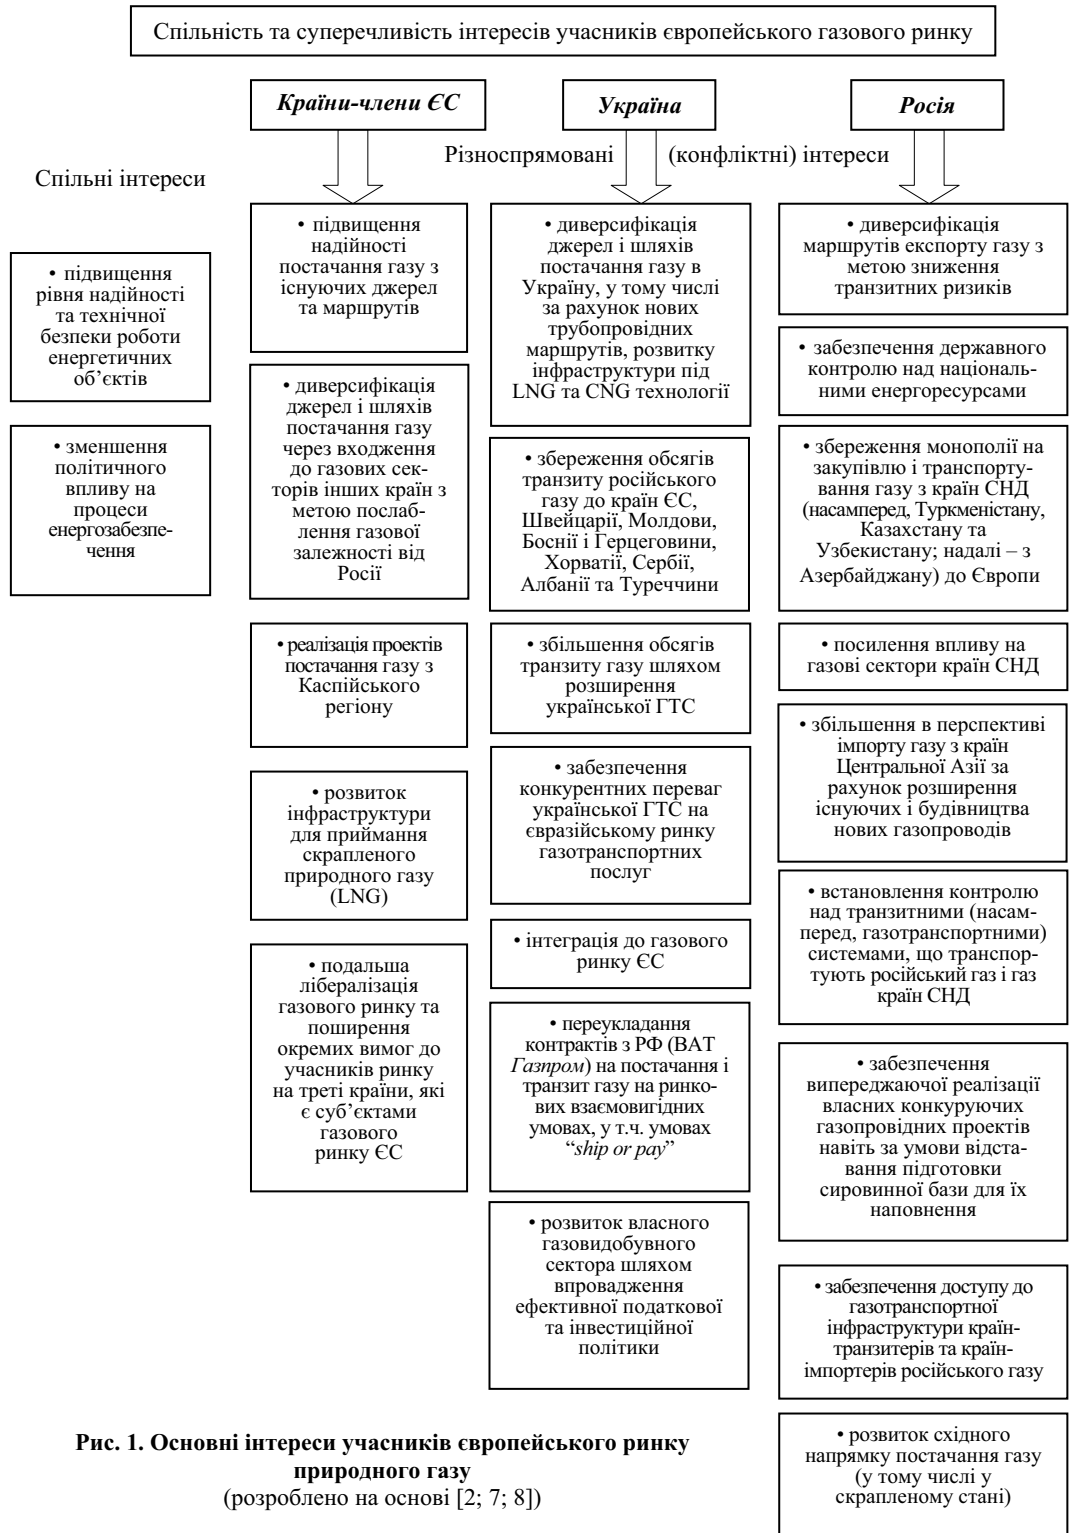 Спільність та суперечливість інтересів учасників європейського газового ринку
Країни-члени ЄС
Україна
Росія
Різноспрямовані (конфліктні) інтереси
Спільні інтереси
• підвищення
рівня надійності
та технічної
безпеки роботи
енергетичних
об’єктів
• зменшення
політичного
впливу на
процеси
енергозабезпе-
чення
• підвищення
надійності
постачання газу з
існуючих джерел
та маршрутів
• диверсифікація
джерел і шляхів
постачання газу
через входження
до газових сек-
торів інших країн з
метою послаб-
лення газової
залежності від
Росії
• реалізація проектів
постачання газу з
Каспійського
регіону
• розвиток
інфраструктури
для приймання
скрапленого
природного газу
(LNG)
• подальша
лібералізація
газового ринку та
поширення
окремих вимог до
учасників ринку
на треті країни, які
є суб’єктами
газового
ринку ЄС
• диверсифікація
джерел і шляхів
постачання газу в
Україну, у тому числі
за рахунок нових
трубопровідних
маршрутів, розвитку
інфраструктури під
LNG та CNG технології
• збереження обсягів
транзиту російського
газу до країн ЄС,
Швейцарії, Молдови,
Боснії і Герцеговини,
Хорватії, Сербії,
Албанії та Туреччини
• збільшення обсягів
транзиту газу шляхом
розширення
української ГТС
• забезпечення
конкурентних переваг
української ГТС на
євразійському ринку
газотранспортних
послуг
• інтеграція до газового
ринку ЄС
• переукладання
контрактів з РФ (ВАТ
Газпром) на постачання і
транзит газу на ринко-
вих взаємовигідних
умовах, у т.ч. умовах
“ship or pay”
• розвиток власного
газовидобувного
сектора шляхом
впровадження
ефективної податкової
та інвестиційної
політики
• диверсифікація
маршрутів експорту газу з
метою зниження
транзитних ризиків
• забезпечення державного
контролю над національ-
ними енергоресурсами
• збереження монополії на
закупівлю і транспорту-
вання газу з країн СНД
(насамперед, Туркменістану,
Казахстану та
Узбекистану; надалі – з
Азербайджану) до Європи
• посилення впливу на
газові сектори країн СНД
• збільшення в перспективі
імпорту газу з країн
Центральної Азії за
рахунок розширення
існуючих і будівництва
нових газопроводів
• встановлення контролю
над транзитними (насам-
перед, газотранспортними)
системами, що транспор-
тують російський газ і газ
країн СНД
• забезпечення
випереджаючої реалізації
власних конкуруючих
газопровідних проектів
навіть за умови відста-
вання підготовки
сировинної бази для їх
наповнення
• забезпечення доступу до
газотранспортної
інфраструктури країн-
транзитерів та країн-
імпортерів російського газу
• розвиток східного
напрямку постачання газу
(у тому числі у
скрапленому стані)
Рис. 1. Основні інтереси учасників європейського ринку
природного газу
(розроблено на основі [2; 7; 8])